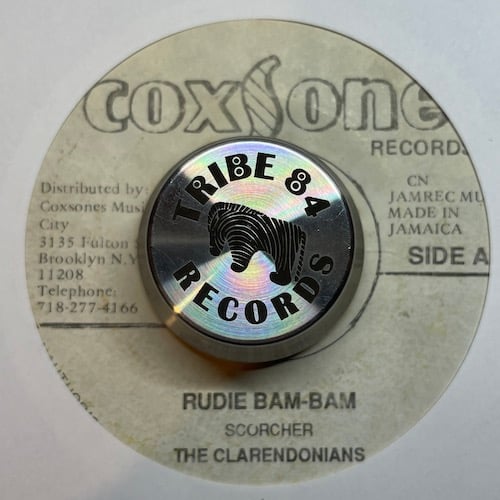 coxsone
RECORDS
CN
JAMREC MU
MADE IN
JAMAICA
SIDE A
Distributed by:
Coxsones Musi
City
3135 Fulton S
Brooklyn N.Y
11208
Telephone:
718-277-4166
TRIBE 84
RECORDS
RUDIE BAM-BAM
SCORCHER
THE CLARENDONIANS